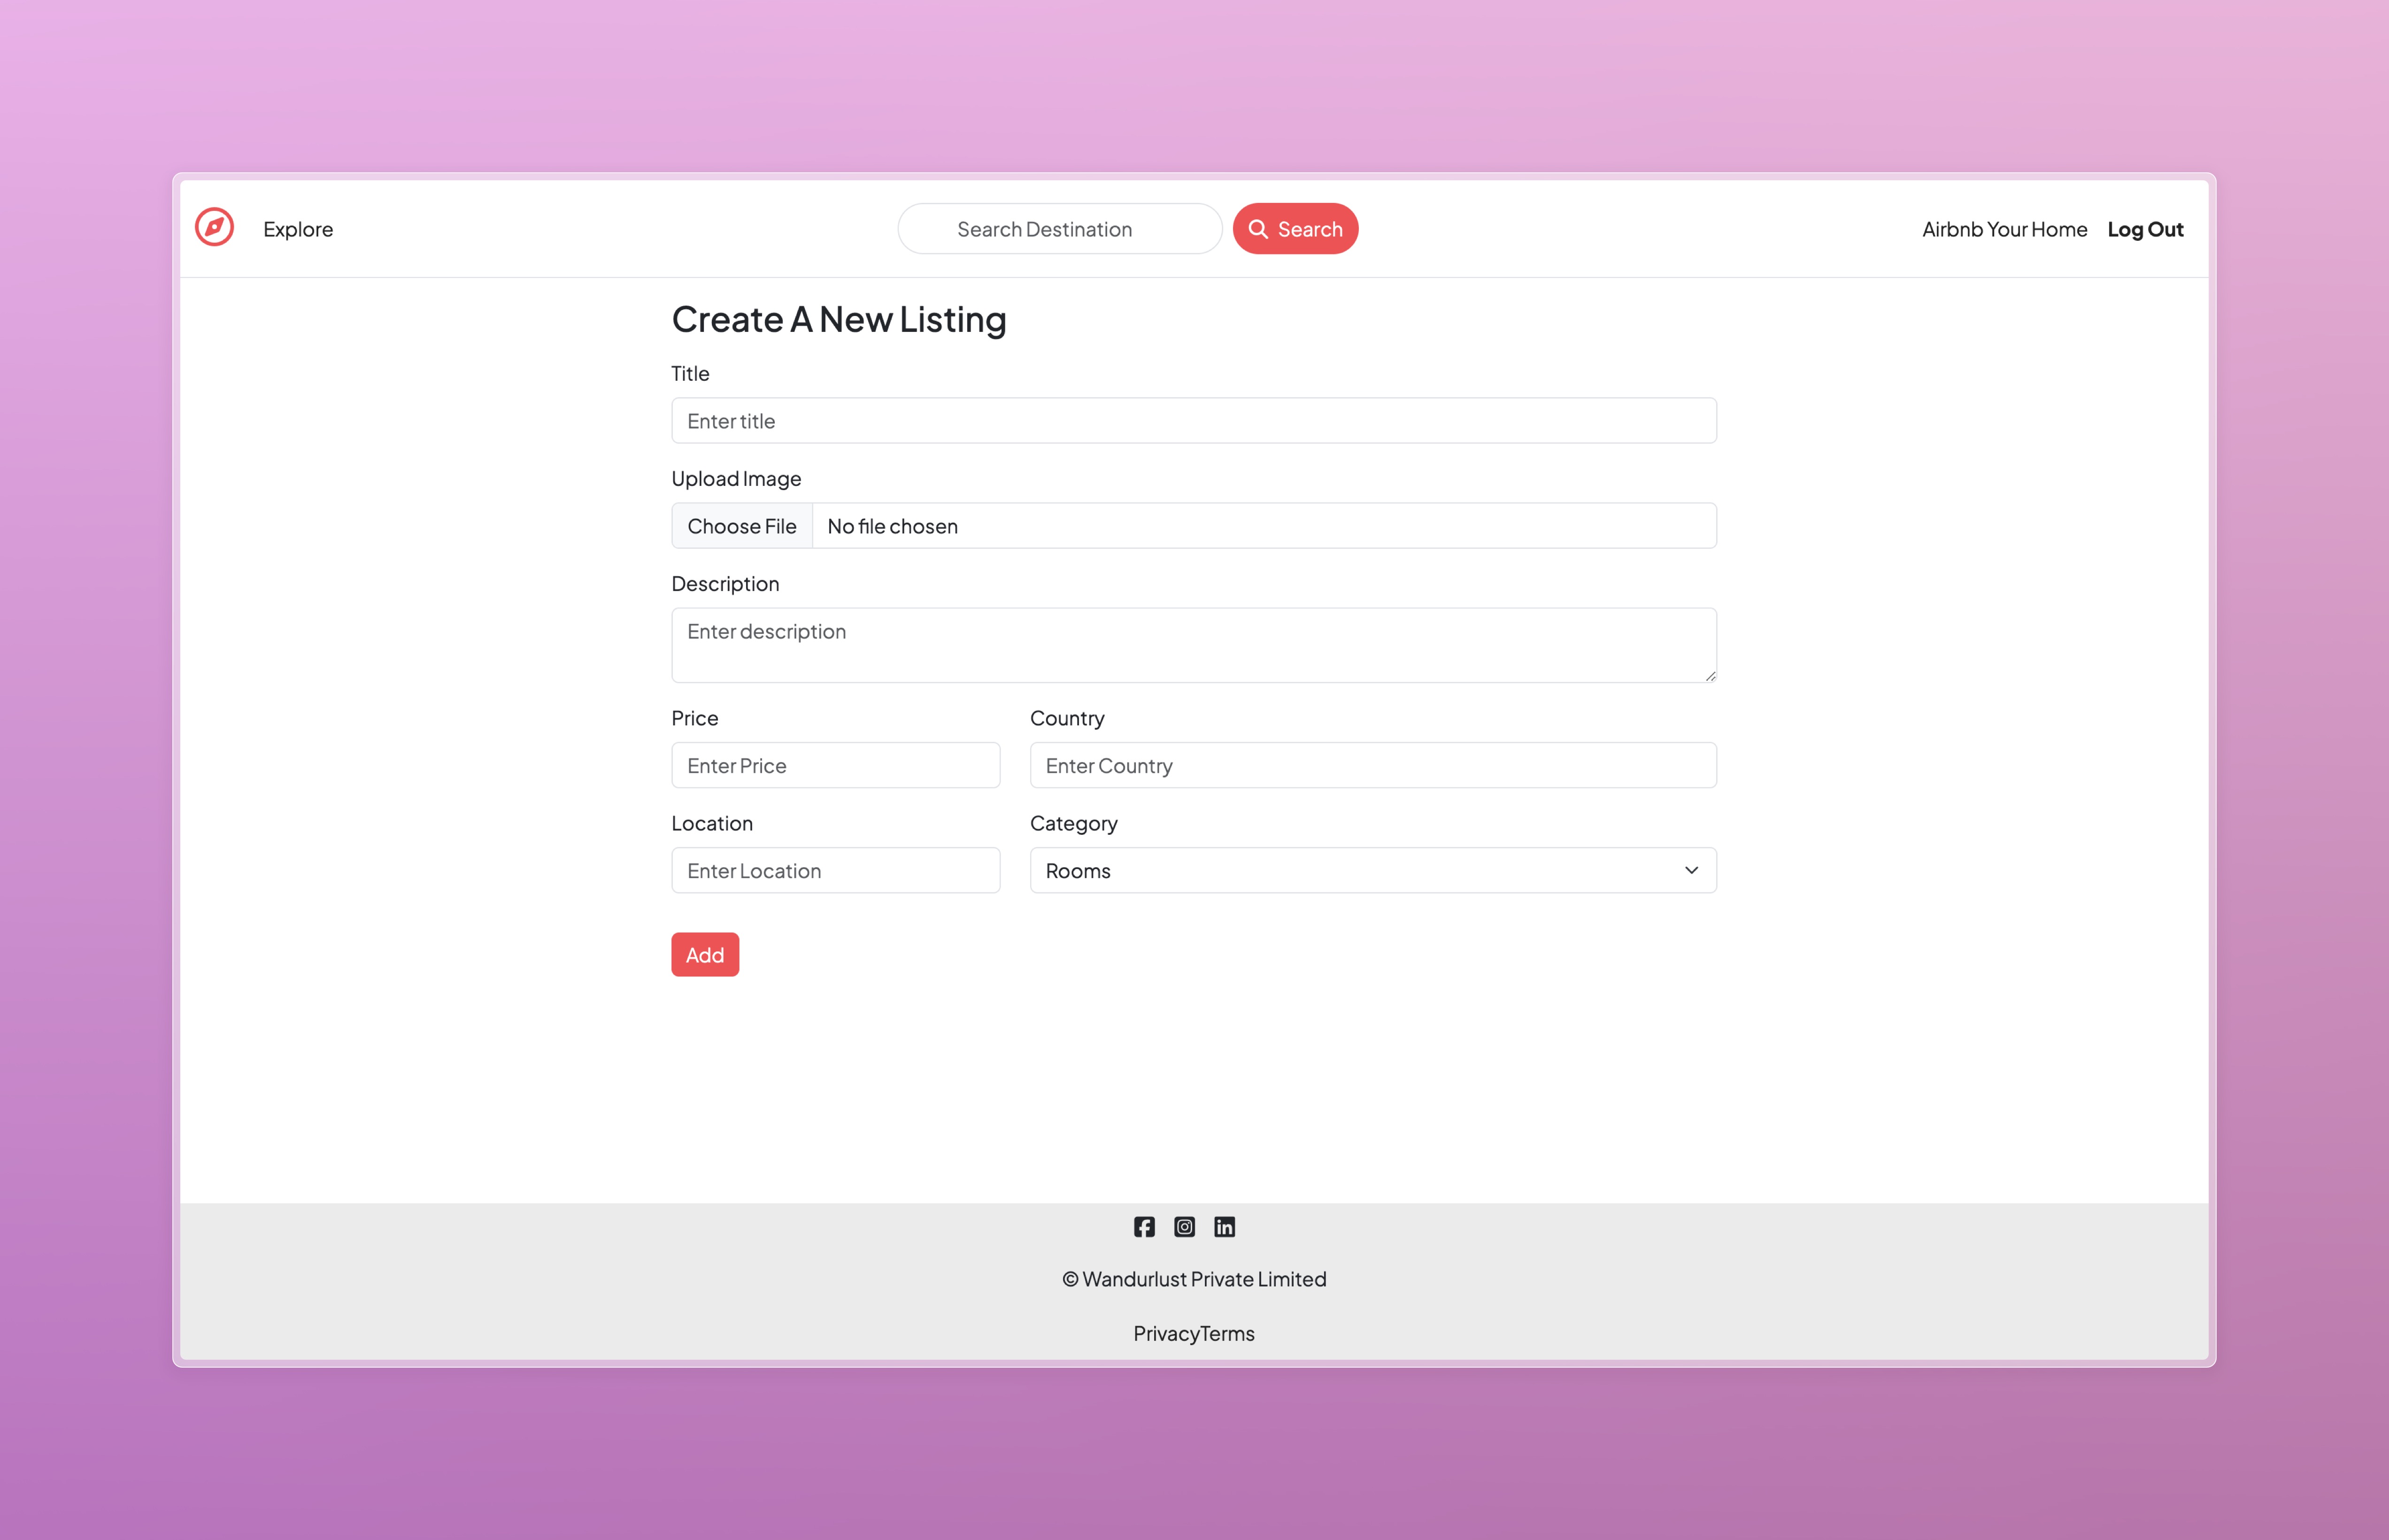 Explore
Search Destination
Search
Airbnb Your Home
Log Out
Create A New Listing
Title
Enter title
Upload Image
Choose File No file chosen
Description
Enter description
Price
Country
Enter Price
Enter Country
Location
Category
Enter Location
Rooms
Add
© Wandurlust Private Limited
PrivacyTerms